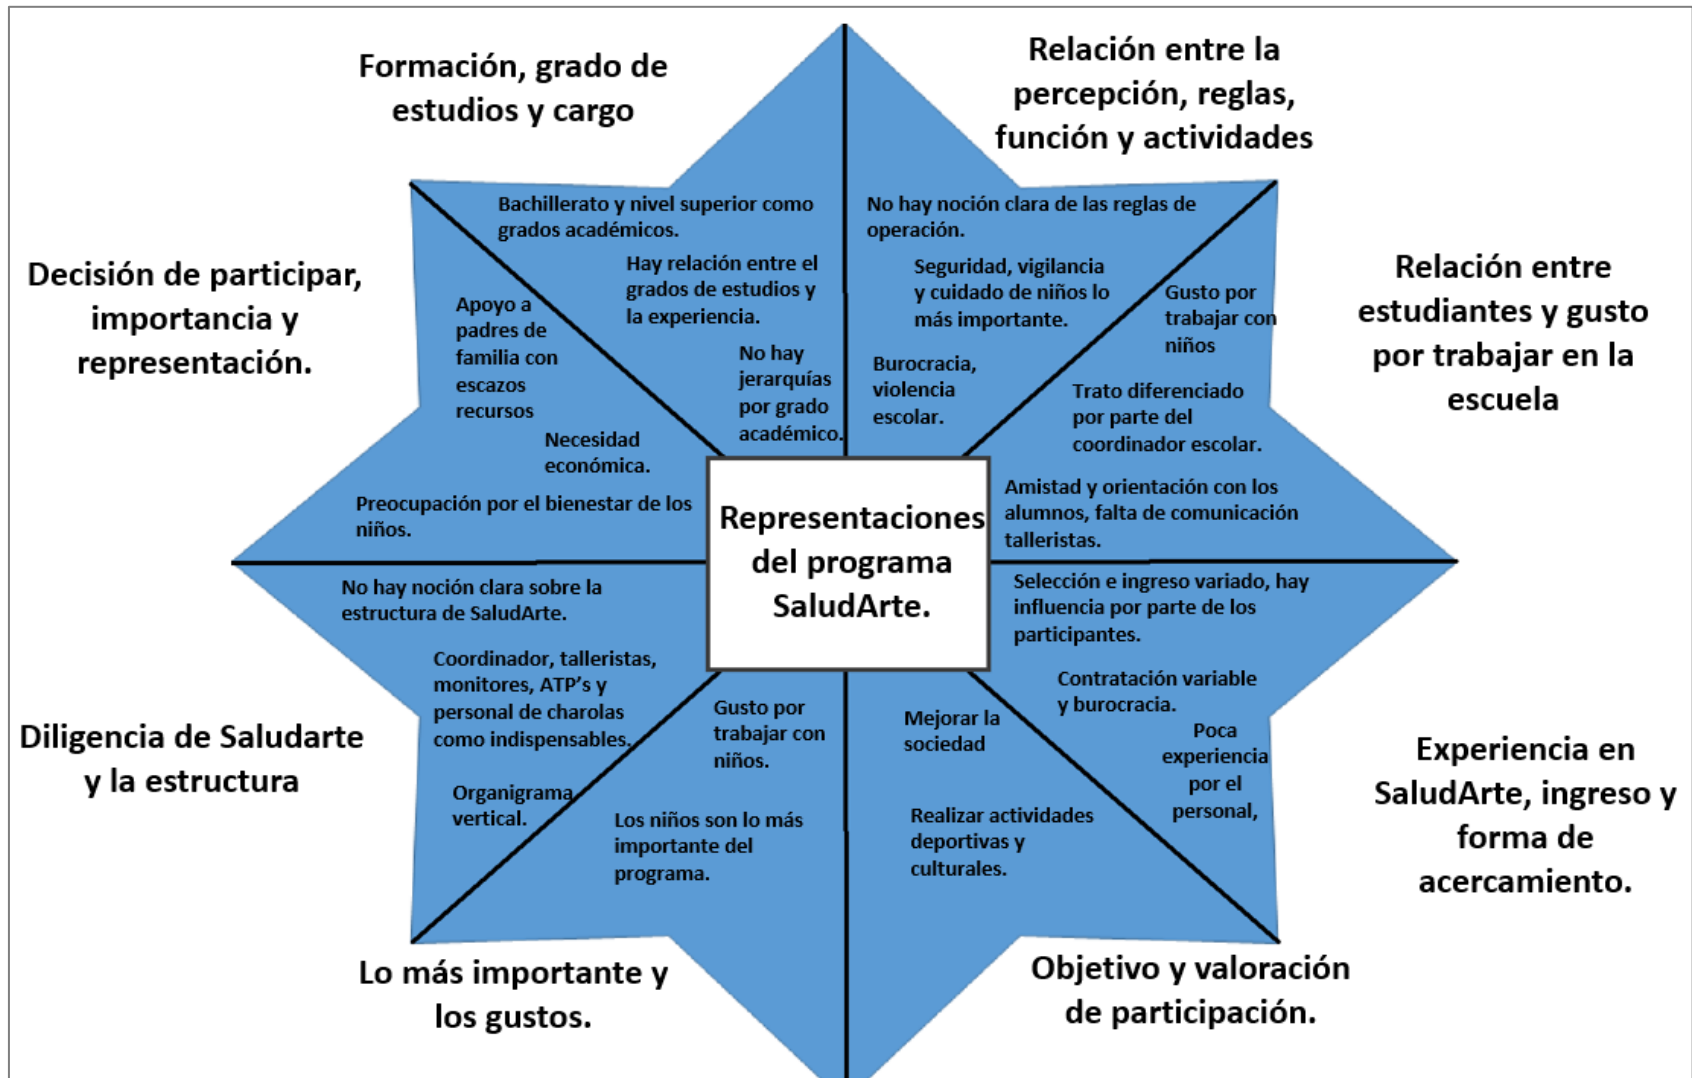 Formación, grado de
estudios y cargo
Relación entre la
percepción, reglas,
función y actividades
Bachillerato y nivel superior como
grados académicos.
Hay relación entre el
grados de estudios y
la experiencia.
No hay
jerarquías
por grado
académico.
No hay noción clara de las reglas de
operación.
Seguridad, vigilancia
y cuidado de niños lo
más importante.
Burocracia,
violencia
escolar.
Decisión de participar,
importancia y
representación.
Apoyo a
padres de
familia con
escazos
recursos
Necesidad
económica.
Preocupación por el bienestar de los
niños.
Relación entre
estudiantes y gusto
por trabajar en la
escuela
Gusto por
trabajar con
niños
Trato diferenciado
por parte del
coordinador escolar.
Amistad y orientación con los
alumnos, falta de comunicación
talleristas.
Representaciones
del programa
SaludArte.
Diligencia de Saludarte
y la estructura
No hay noción clara sobre la
estructura de SaludArte.
Coordinador, talleristas,
monitores, ATP's y
personal de charolas
como indispensables.
Organigrama
vertical.
Selección e ingreso variado, hay
influencia por parte de los
participantes.
Contratación variable
y burocracia.
Poca
experiencia
por el
personal,
Experiencia en
SaludArte, ingreso y
forma de
acercamiento.
Gusto por
trabajar con
niños.
Los niños son lo más
importante del
programa.
Mejorar la
sociedad
Realizar actividades
deportivas y
culturales.
Lo más importante y
los gustos.
Objetivo y valoración
de participación.